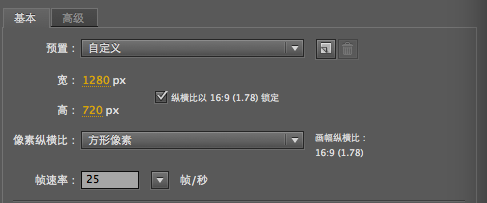 基本 高级
预置： 自定义
宽： 1280 px
纵横比以 16:9 (1.78) 锁定
高： 720 px
像素纵横比： 方形像素
画幅纵横比：
16:9 (1.78)
帧速率： 25 帧/秒